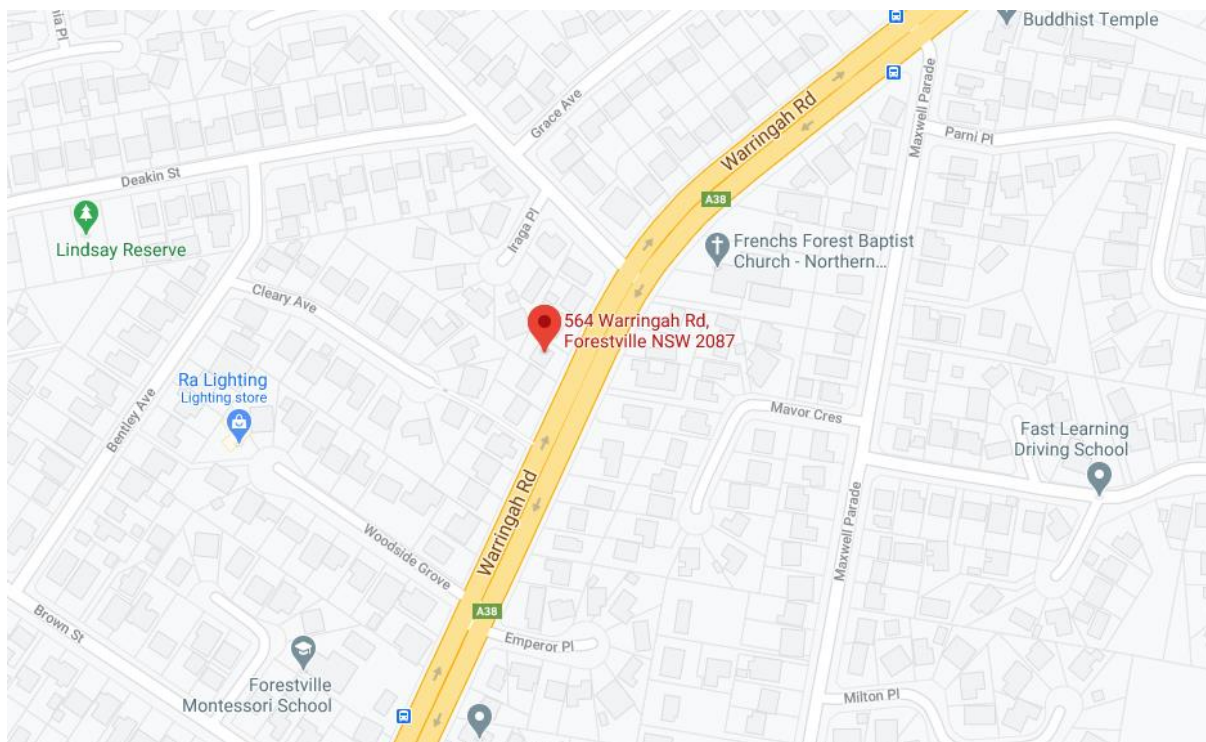 Buddhist Temple
Warringah Rd
Grace Ave
Maxwell Parade
Parni Pl
Deakin St
A38
Iraga Pl
Lindsay Reserve
Frenchs Forest Baptist
Church - Northern...
Cleary Ave
564 Warringah Rd,
Forestville NSW 2087
Ra Lighting
Lighting store
Bentley Ave
Mavor Cres
Fast Learning
Driving School
Warringah Rd
Woodside Grove
Maxwell Parade
A38
Brown St
Emperor Pl
Forestville
Montessori School
Milton Pl